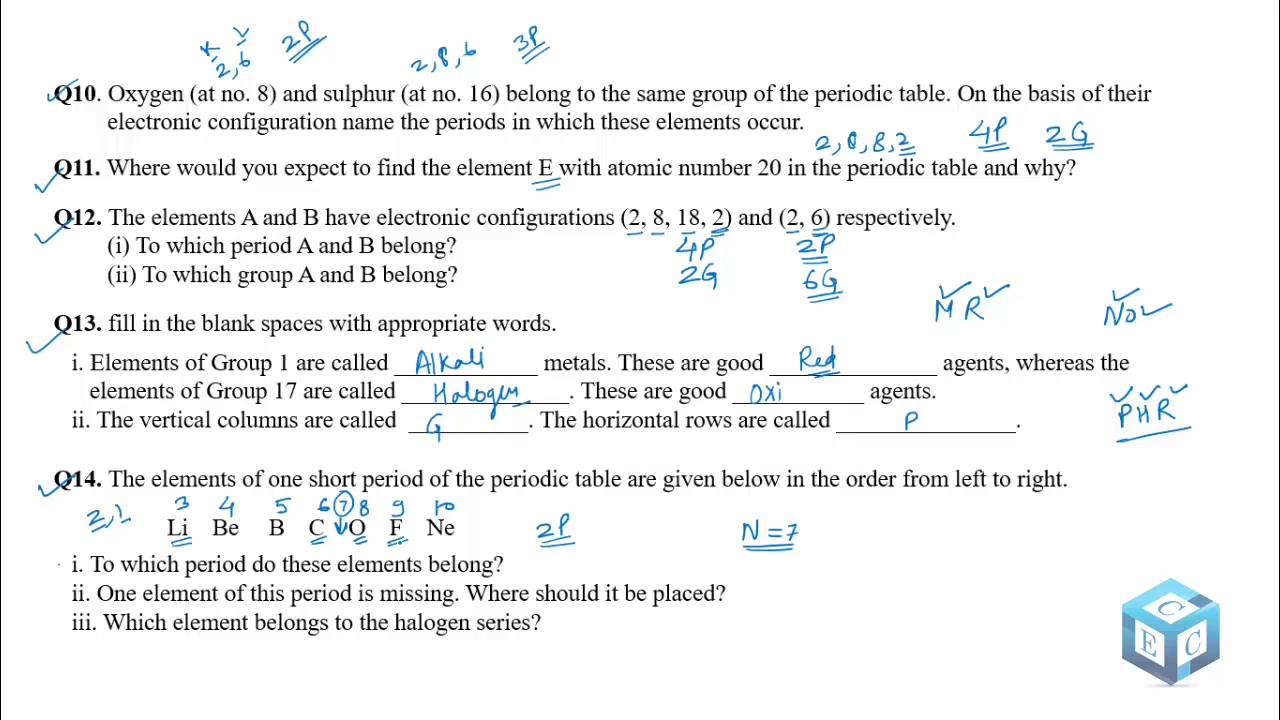 K L
2,6 2P 2,8,6 3P
Q10. Oxygen (at no. 8) and sulphur (at no. 16) belong to the same group of the periodic table. On the basis of their
electronic configuration name the periods in which these elements occur.
2,8,8,2 4P 2G
Q11. Where would you expect to find the element E with atomic number 20 in the periodic table and why?
Q12. The elements A and B have electronic configurations (2, 8, 18, 2) and (2, 6) respectively.
(i) To which period A and B belong? 4P 2P
(ii) To which group A and B belong? 2G 6G
MR NO
Q13. fill in the blank spaces with appropriate words.
i. Elements of Group 1 are called Alkali metals. These are good Red agents, whereas the
elements of Group 17 are called Halogen. These are good Oxi agents.
PHR
ii. The vertical columns are called G. The horizontal rows are called P.
Q14. The elements of one short period of the periodic table are given below in the order from left to right.
2,1 3 4 5 6 7 8 9 10
Li Be B C O F Ne 2P N=7
i. To which period do these elements belong?
ii. One element of this period is missing. Where should it be placed?
iii. Which element belongs to the halogen series?
C
E C